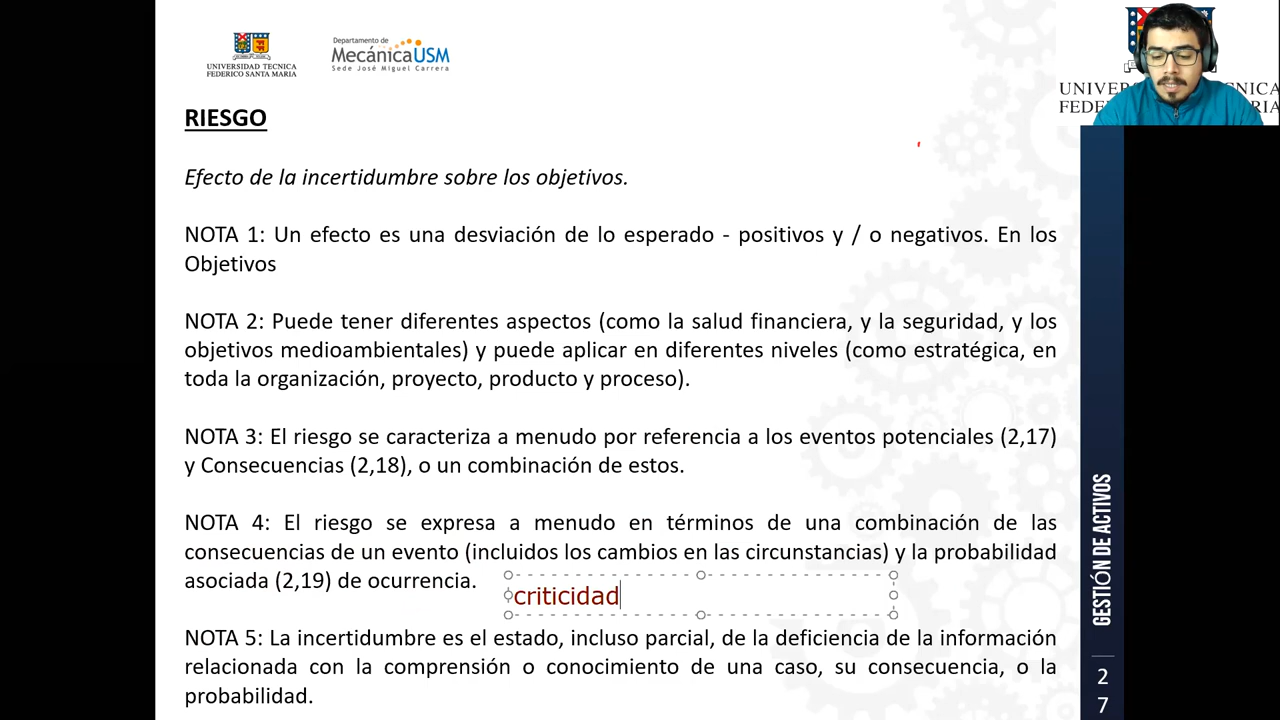 UNIVERSIDAD TECNICA
FEDERICO SANTA MARIA
Departamento de
MecánicaUSM
Sede José Miguel Carrera
RIESGO
Efecto de la incertidumbre sobre los objetivos.
NOTA 1: Un efecto es una desviación de lo esperado - positivos y / o negativos. En los
Objetivos
NOTA 2: Puede tener diferentes aspectos (como la salud financiera, y la seguridad, y los
objetivos medioambientales) y puede aplicar en diferentes niveles (como estratégica, en
toda la organización, proyecto, producto y proceso).
NOTA 3: El riesgo se caracteriza a menudo por referencia a los eventos potenciales (2,17)
y Consecuencias (2,18), o un combinación de estos.
NOTA 4: El riesgo se expresa a menudo en términos de una combinación de las
consecuencias de un evento (incluidos los cambios en las circunstancias) y la probabilidad
asociada (2,19) de ocurrencia.
criticidad
NOTA 5: La incertidumbre es el estado, incluso parcial, de la deficiencia de la información
relacionada con la comprensión o conocimiento de una caso, su consecuencia, o la
probabilidad.
GESTIÓN DE ACTIVOS
2
7